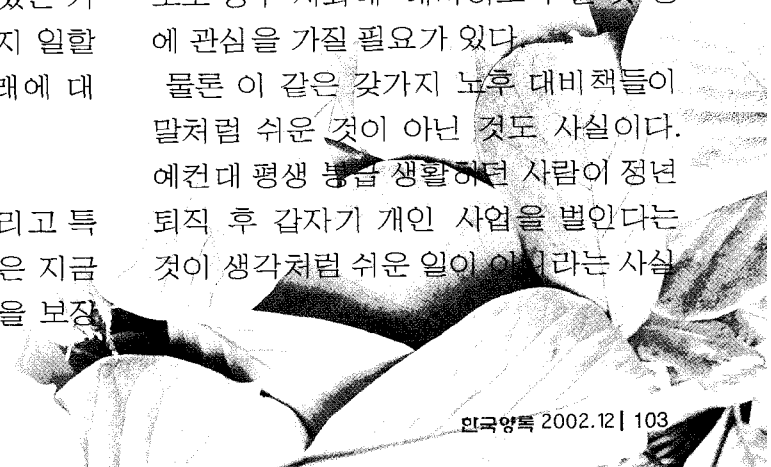 지 일할
래에 대
리고 특
은 지금
을 보장
에 관심을 가질 필요가 있다.
물론 이 같은 갖가지 노후 대비책들이
말처럼 쉬운 것이 아닌 것도 사실이다.
예컨대 평생 봉급 생활하던 사람이 정년
퇴직 후 갑자기 개인 사업을 벌인다는
것이 생각처럼 쉬운 일이 아니라는 사실
한국양록 2002.12 | 103